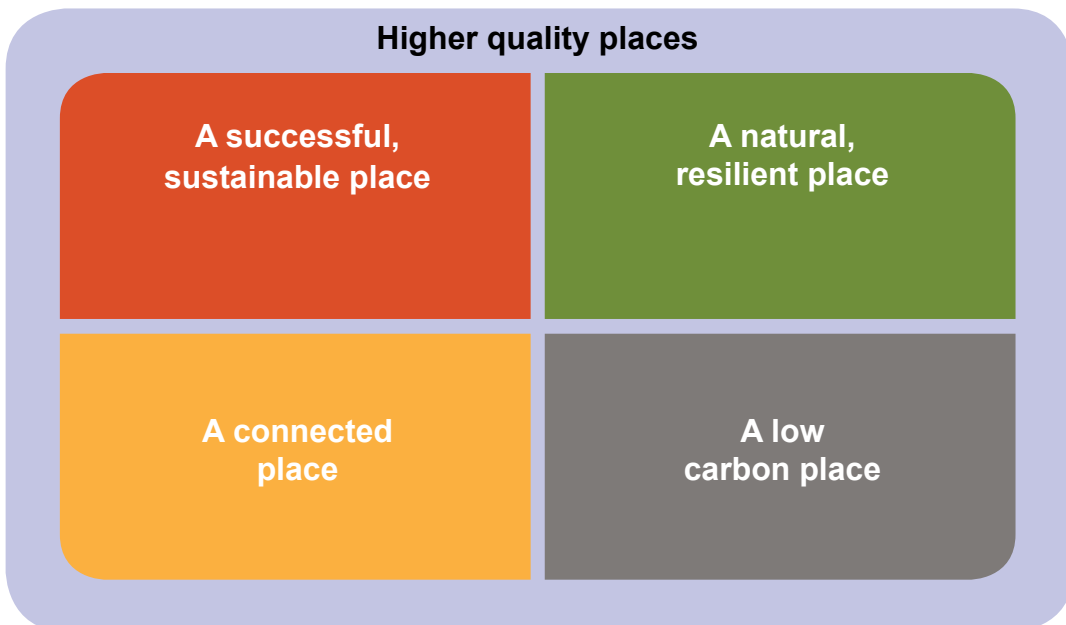 Higher quality places
A successful,
sustainable place
A natural,
resilient place
A connected
place
A low
carbon place